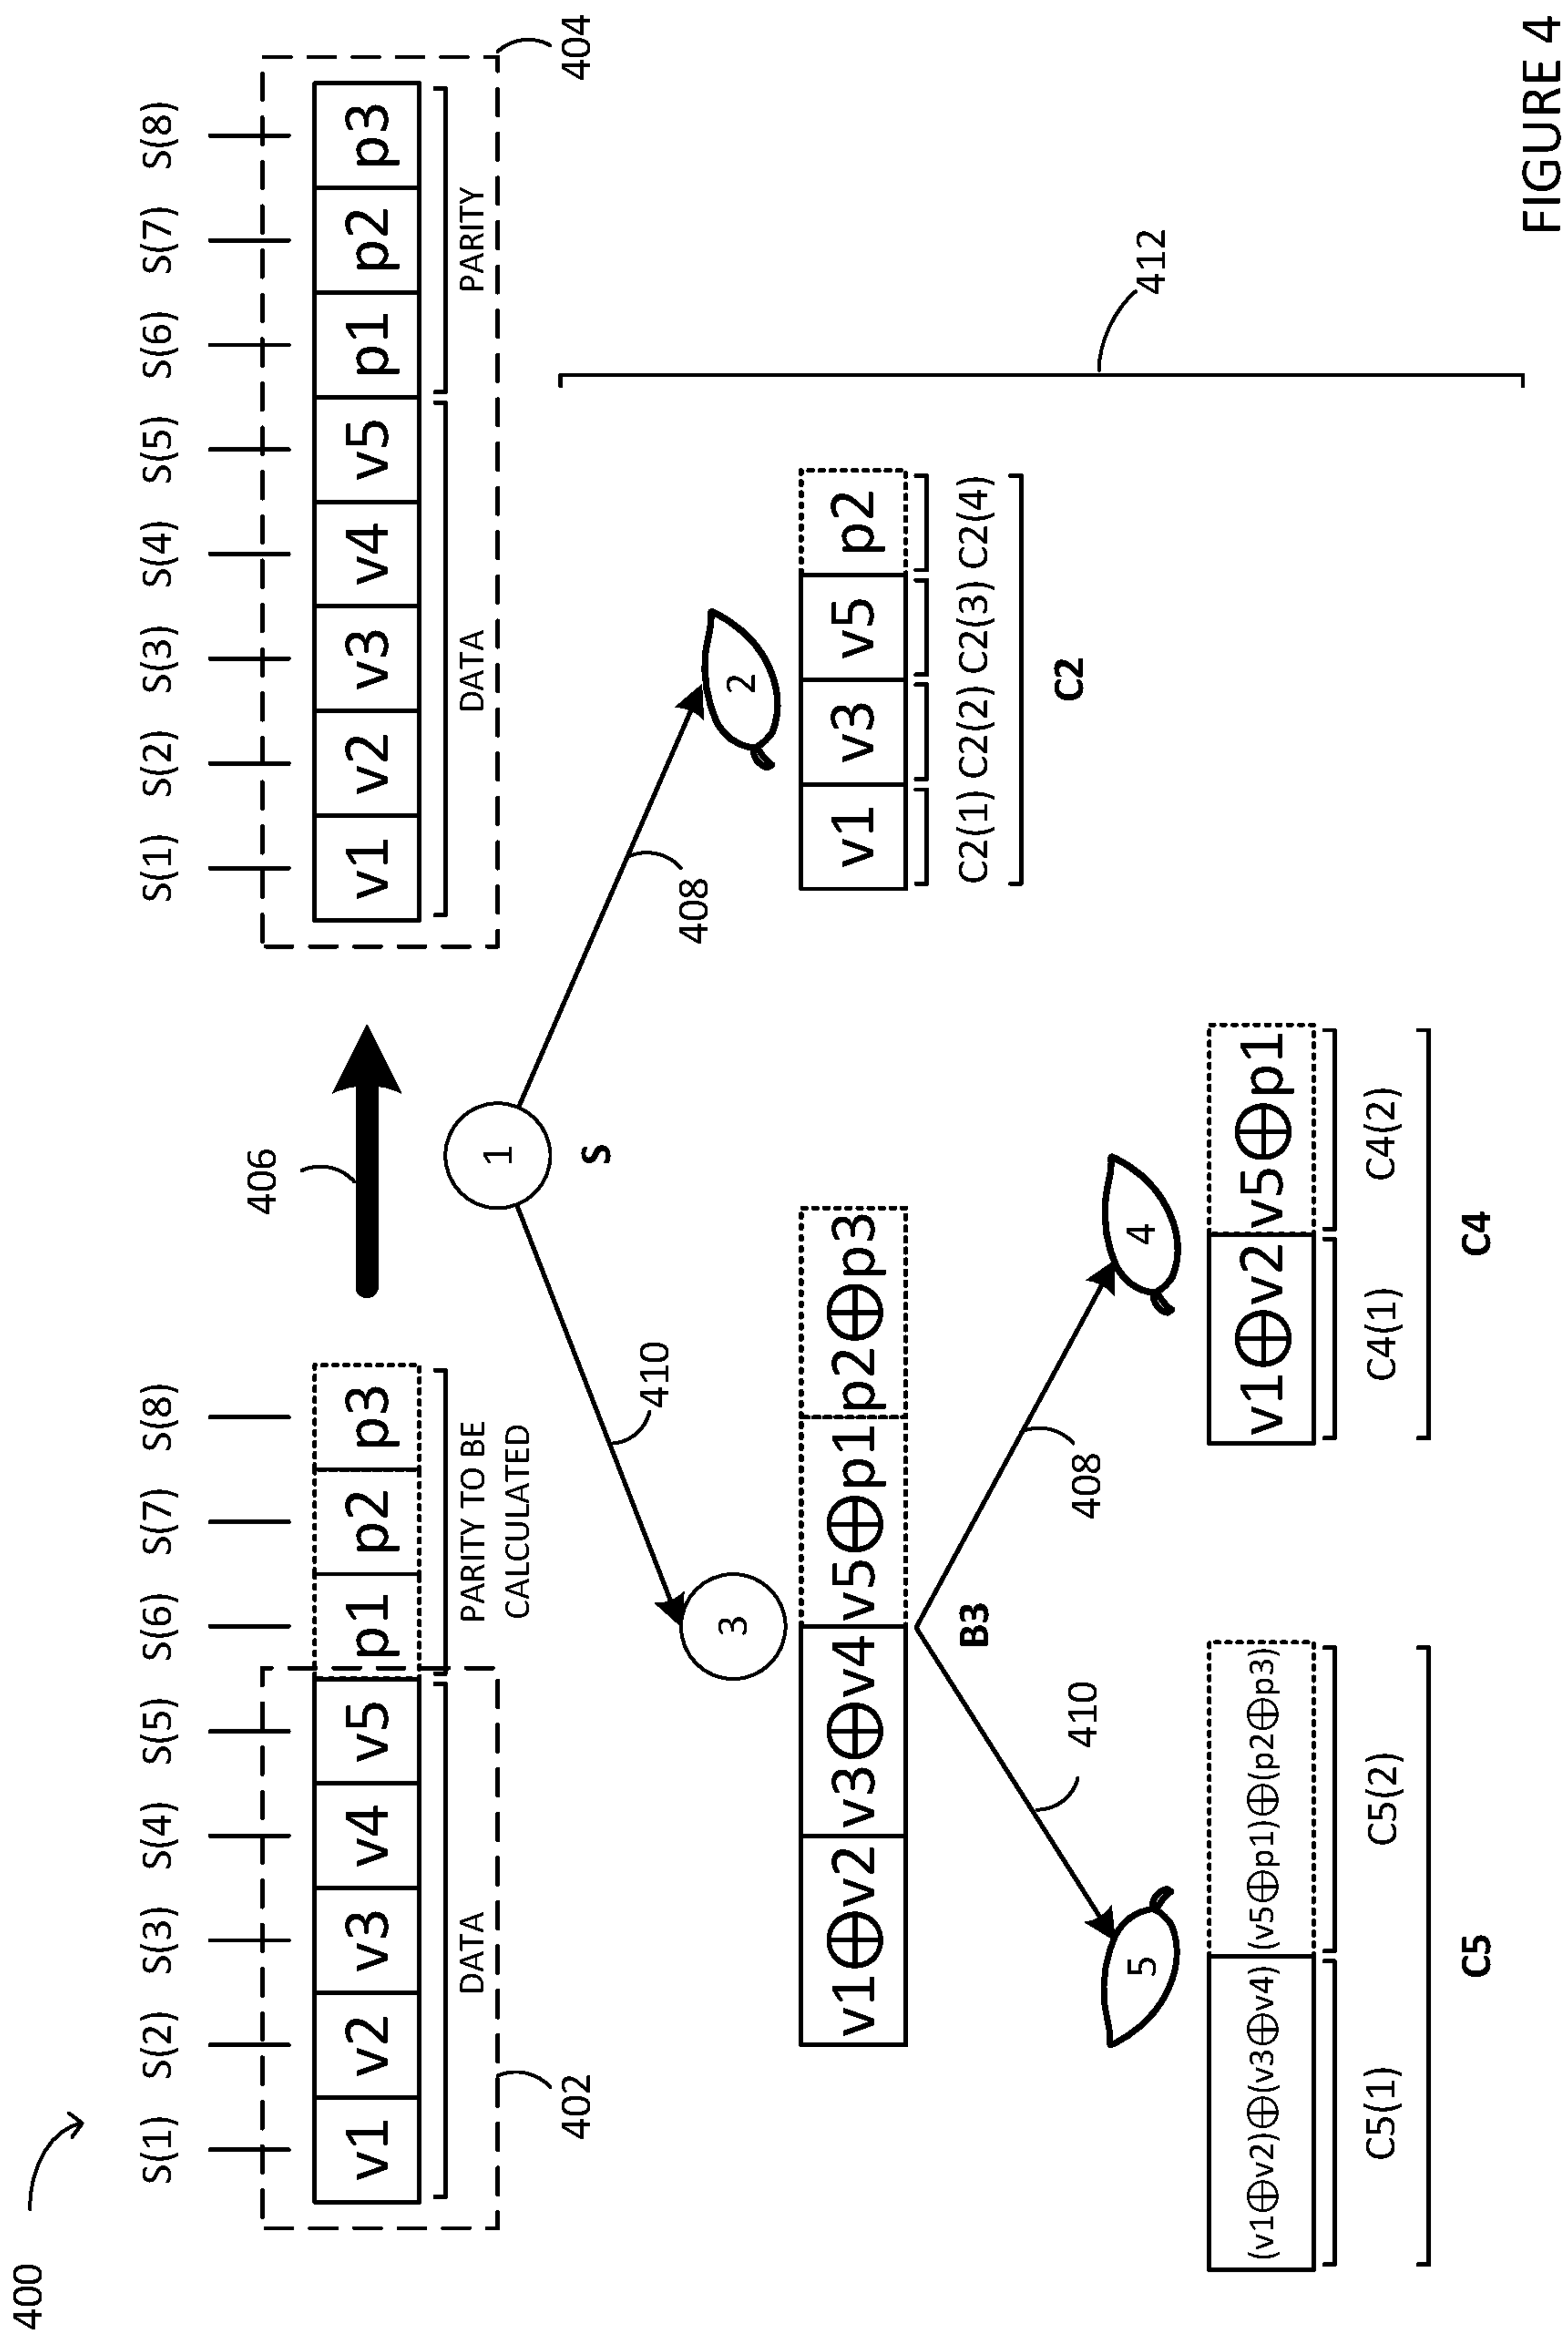 400
S(1) S(2) S(3) S(4) S(5) S(6) S(7) S(8)
v1 v2 v3 v4 v5 p1 p2 p3
DATA
PARITY TO BE
CALCULATED
402
406
S(1) S(2) S(3) S(4) S(5) S(6) S(7) S(8)
v1 v2 v3 v4 v5 p1 p2 p3
DATA
PARITY
404
1
S
410
408
3
v1⊕v2 v3⊕v4 v5⊕p1 p2⊕p3
B3
2
v1 v3 v5 p2
C2(1) C2(2) C2(3) C2(4)
C2
412
410
408
5
(v1⊕v2)⊕(v3⊕v4) (v5⊕p1)⊕(p2⊕p3)
C5(1) C5(2)
C5
4
v1⊕v2 v5⊕p1
C4(1) C4(2)
C4
FIGURE 4